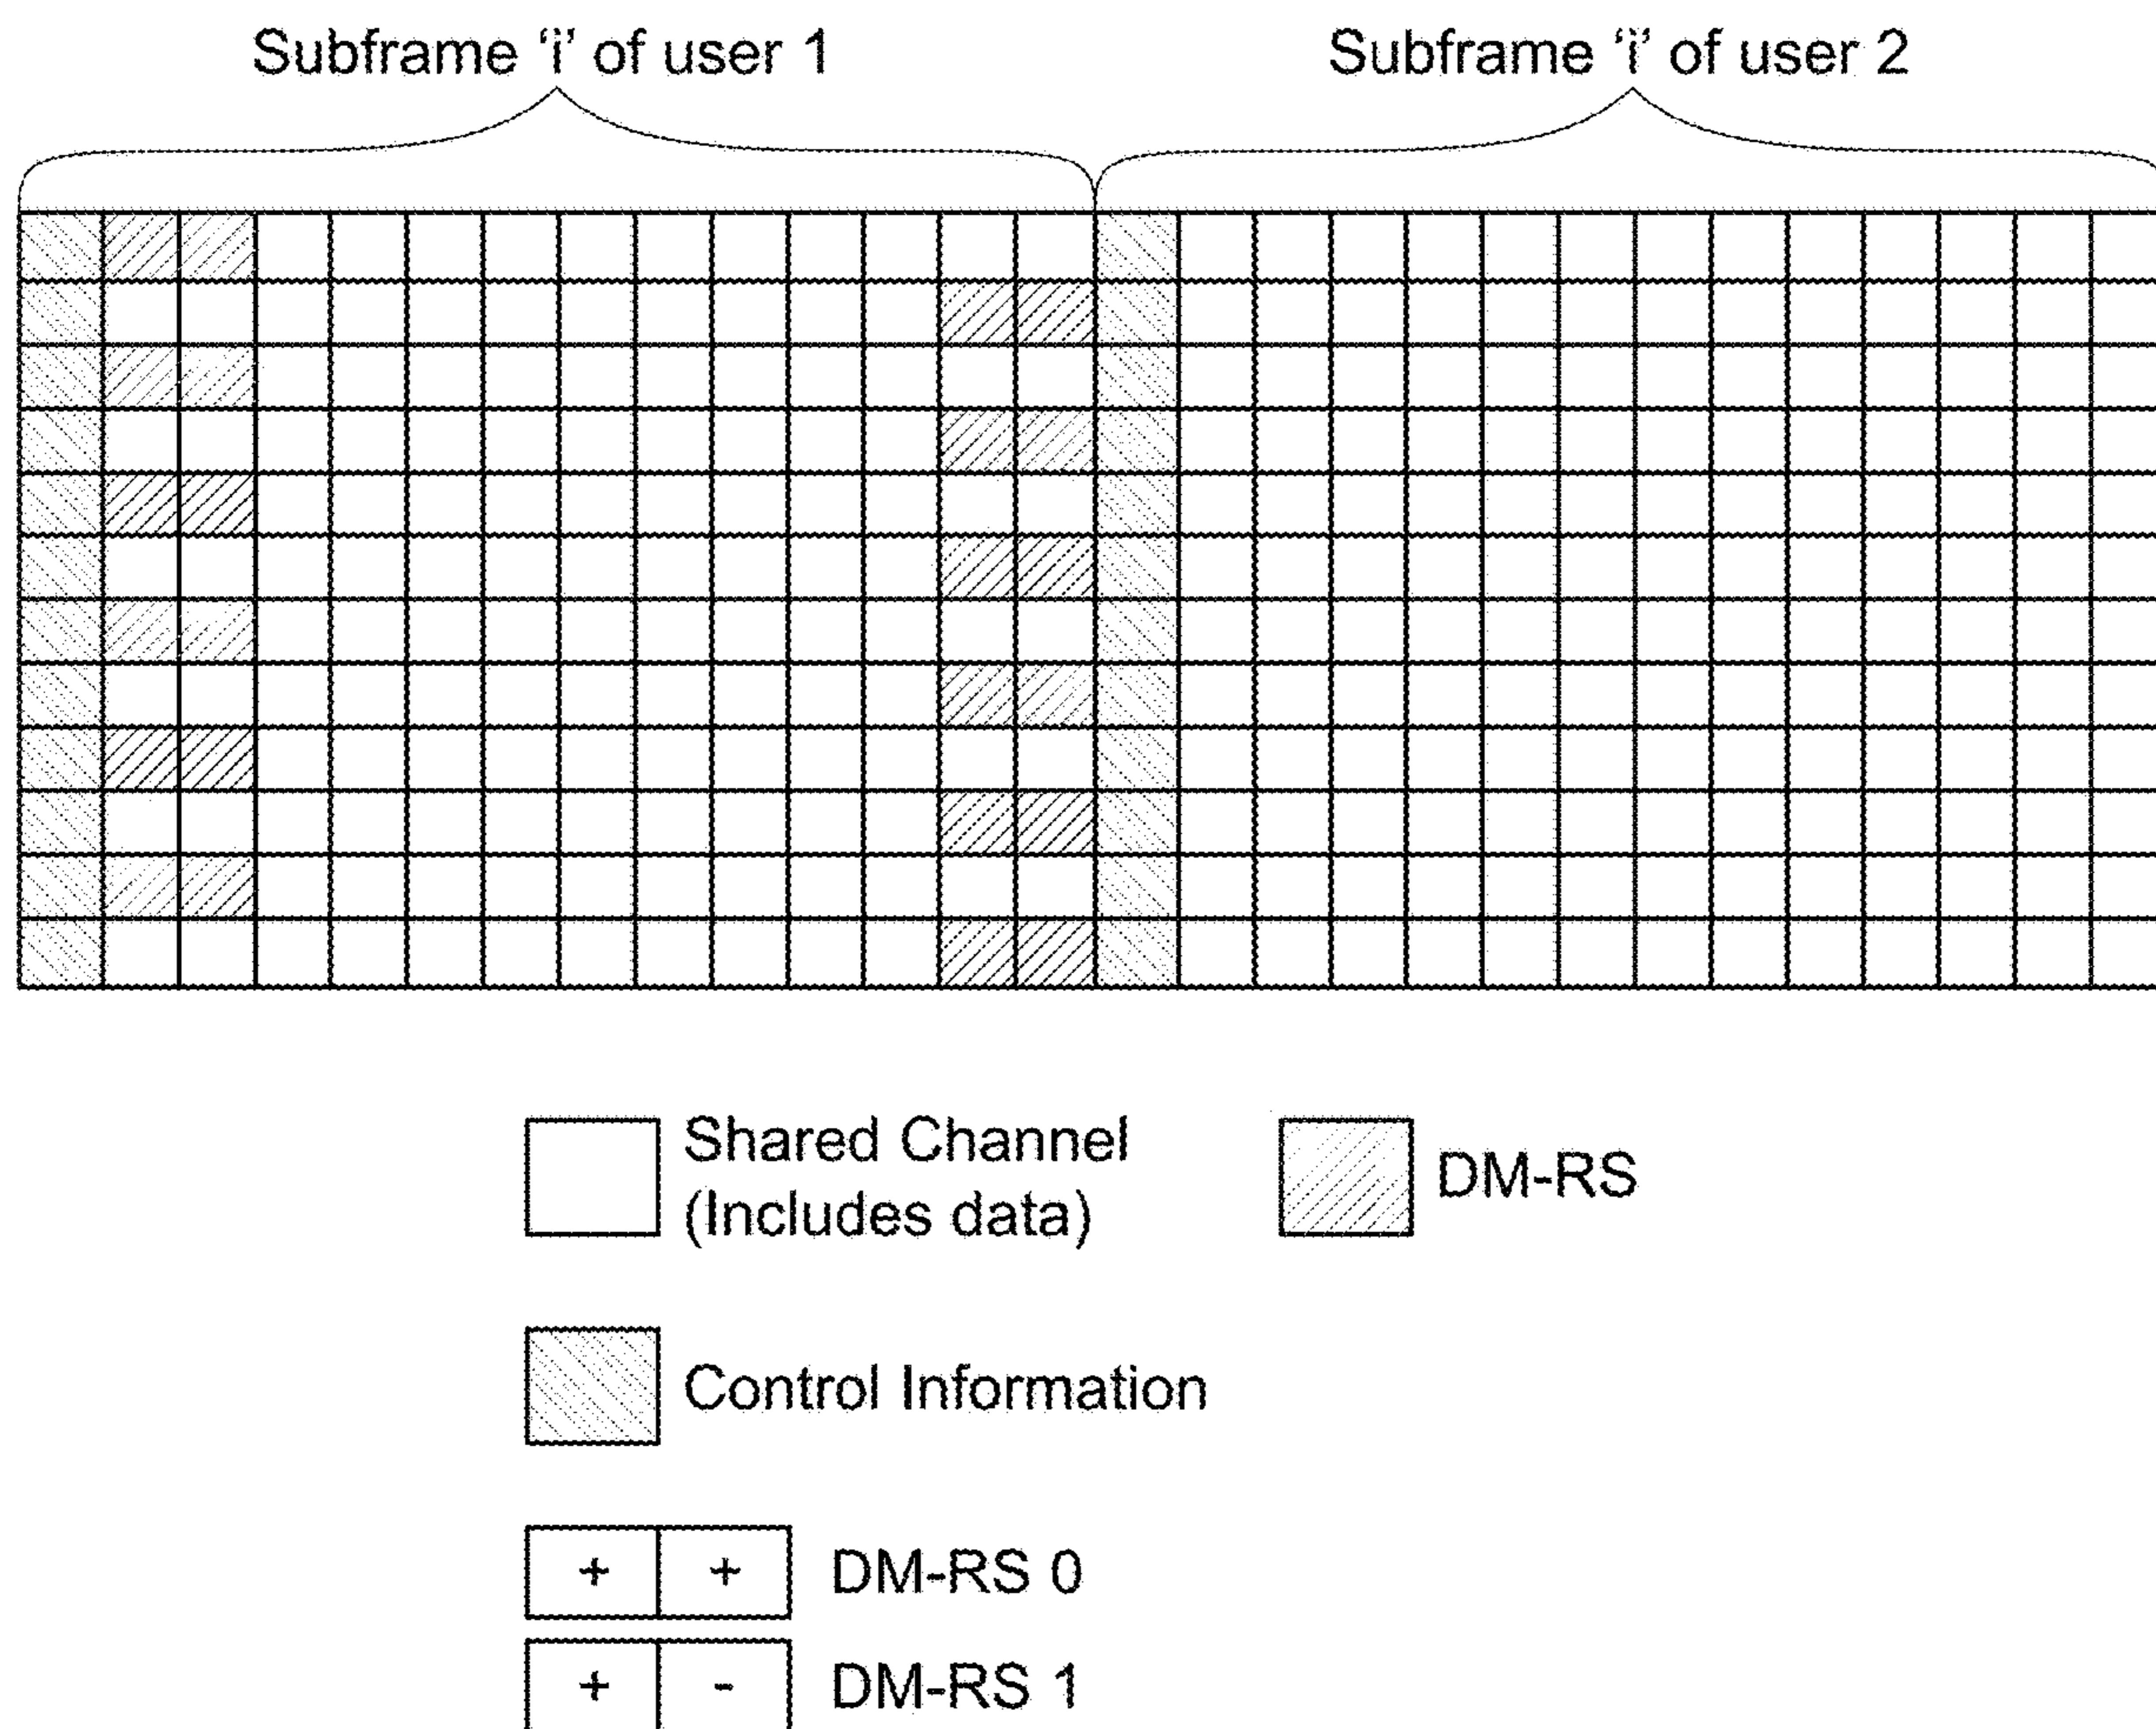 Subframe ‘i’ of user 1
Subframe ‘i’ of user 2
Shared Channel
(Includes data)
DM-RS
Control Information
+ + DM-RS 0
+ - DM-RS 1